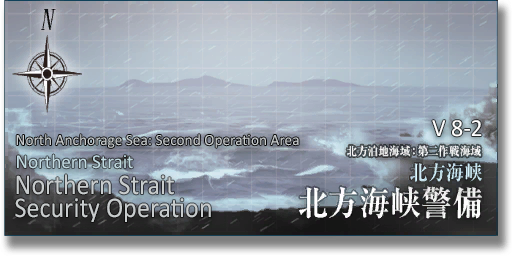 N
North Anchorage Sea: Second Operation Area
Northern Strait
Northern Strait
Security Operation
V 8-2
北方泊地海域:第二作戦海域
北方海峡
北方海峡警備